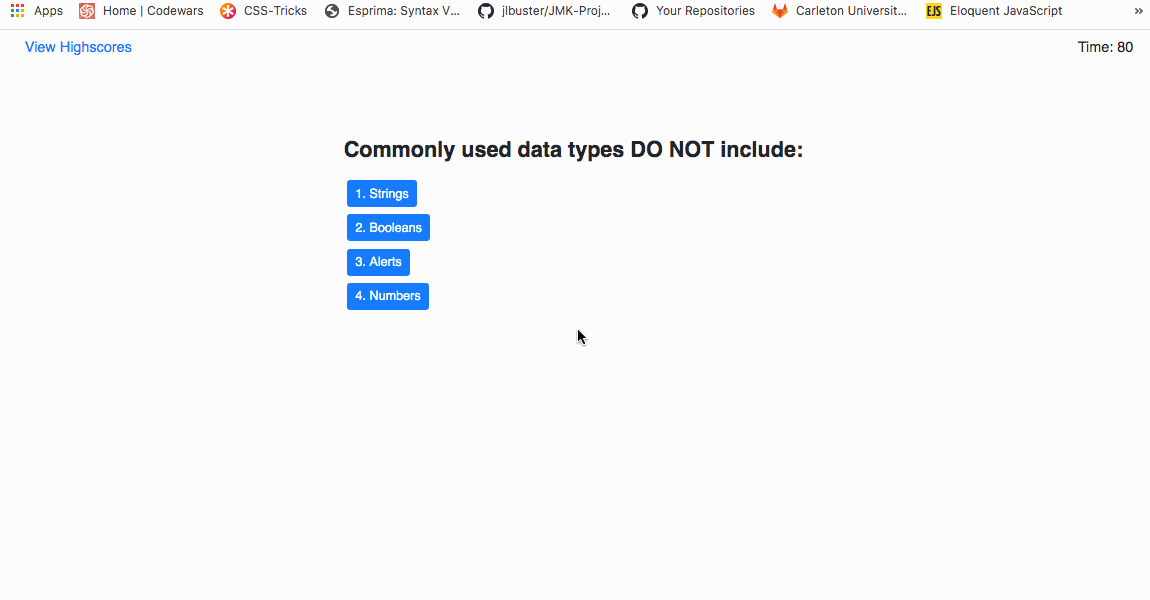 Apps Home | Codewars CSS-Tricks Esprima: Syntax V... jlbuster/JMK-Proj... Your Repositories Carleton Universit... EJS Eloquent JavaScript »
View Highscores Time: 80
Commonly used data types DO NOT include:
1. Strings
2. Booleans
3. Alerts
4. Numbers